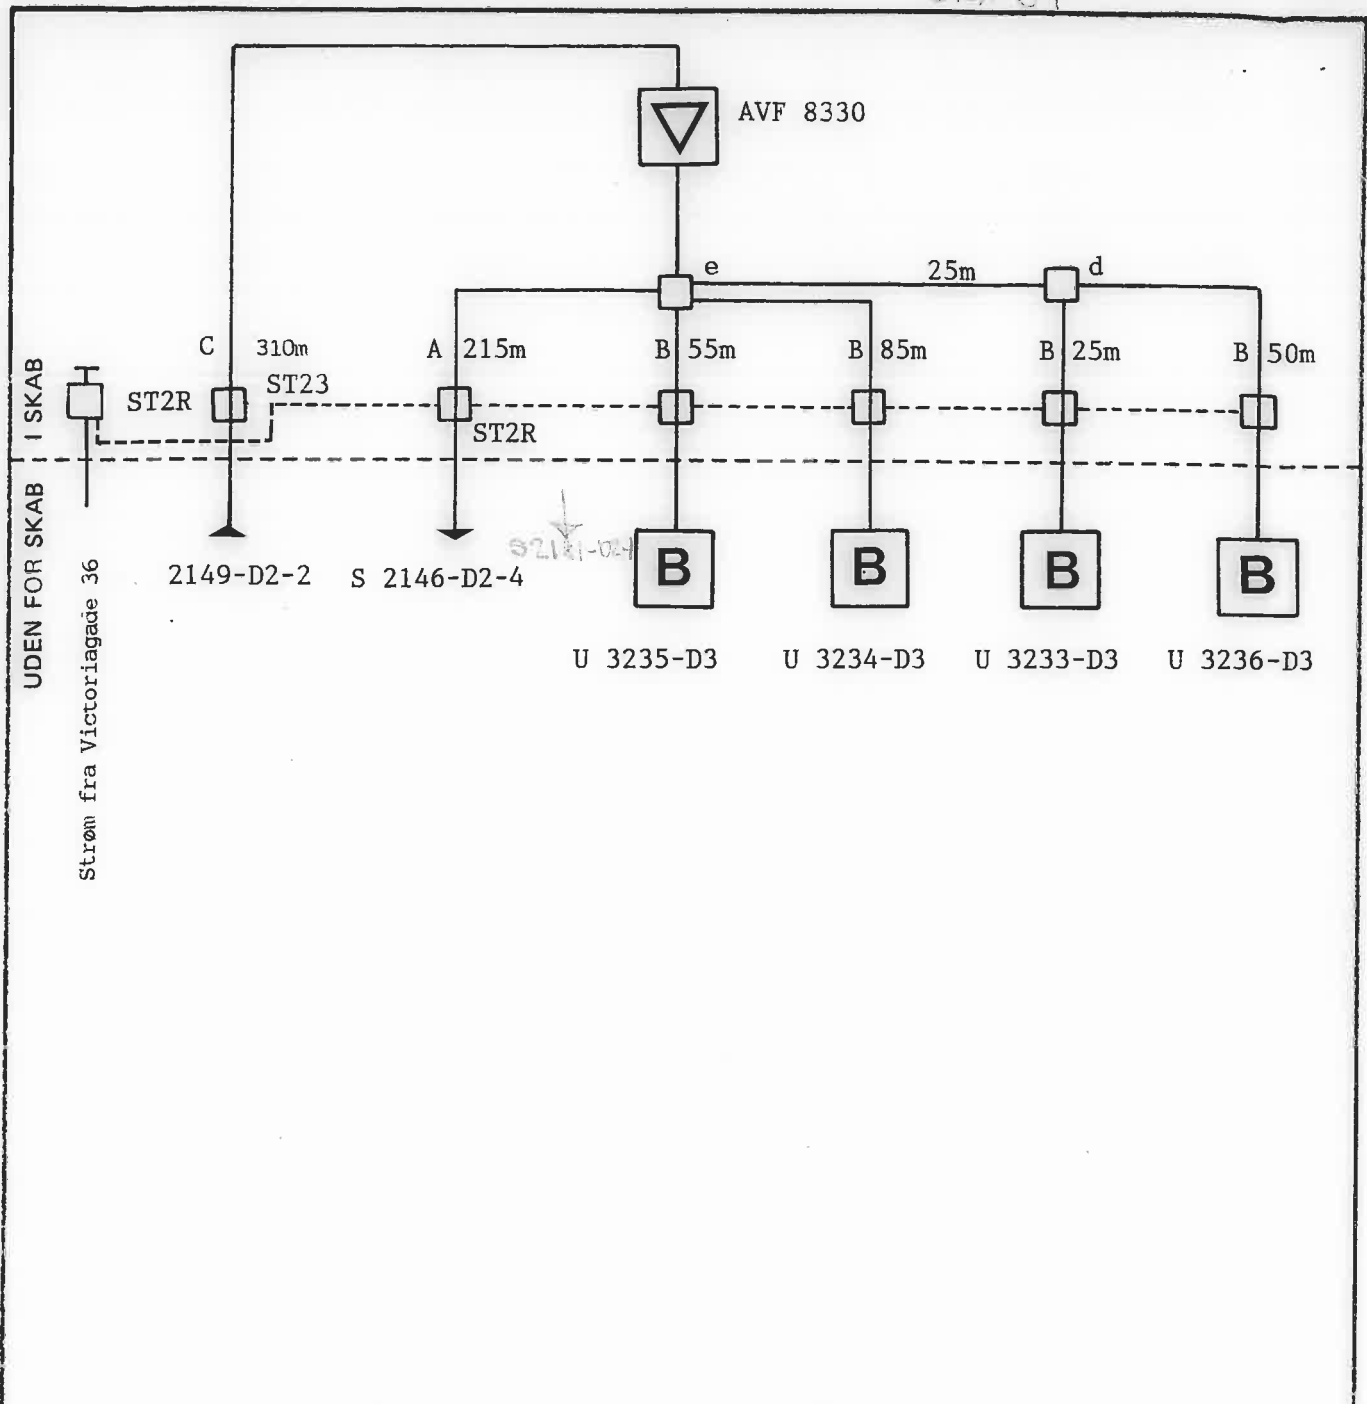 AVF 8330
e
25m
d
C 310m
A 215m
B 55m
B 85m
B 25m
B 50m
I SKAB
ST2R
ST23
ST2R
UDEN FOR SKAB
Strøm fra Victoriagade 36
2149-D2-2
S 2146-D2-4
B
B
B
B
U 3235-D3
U 3234-D3
U 3233-D3
U 3236-D3